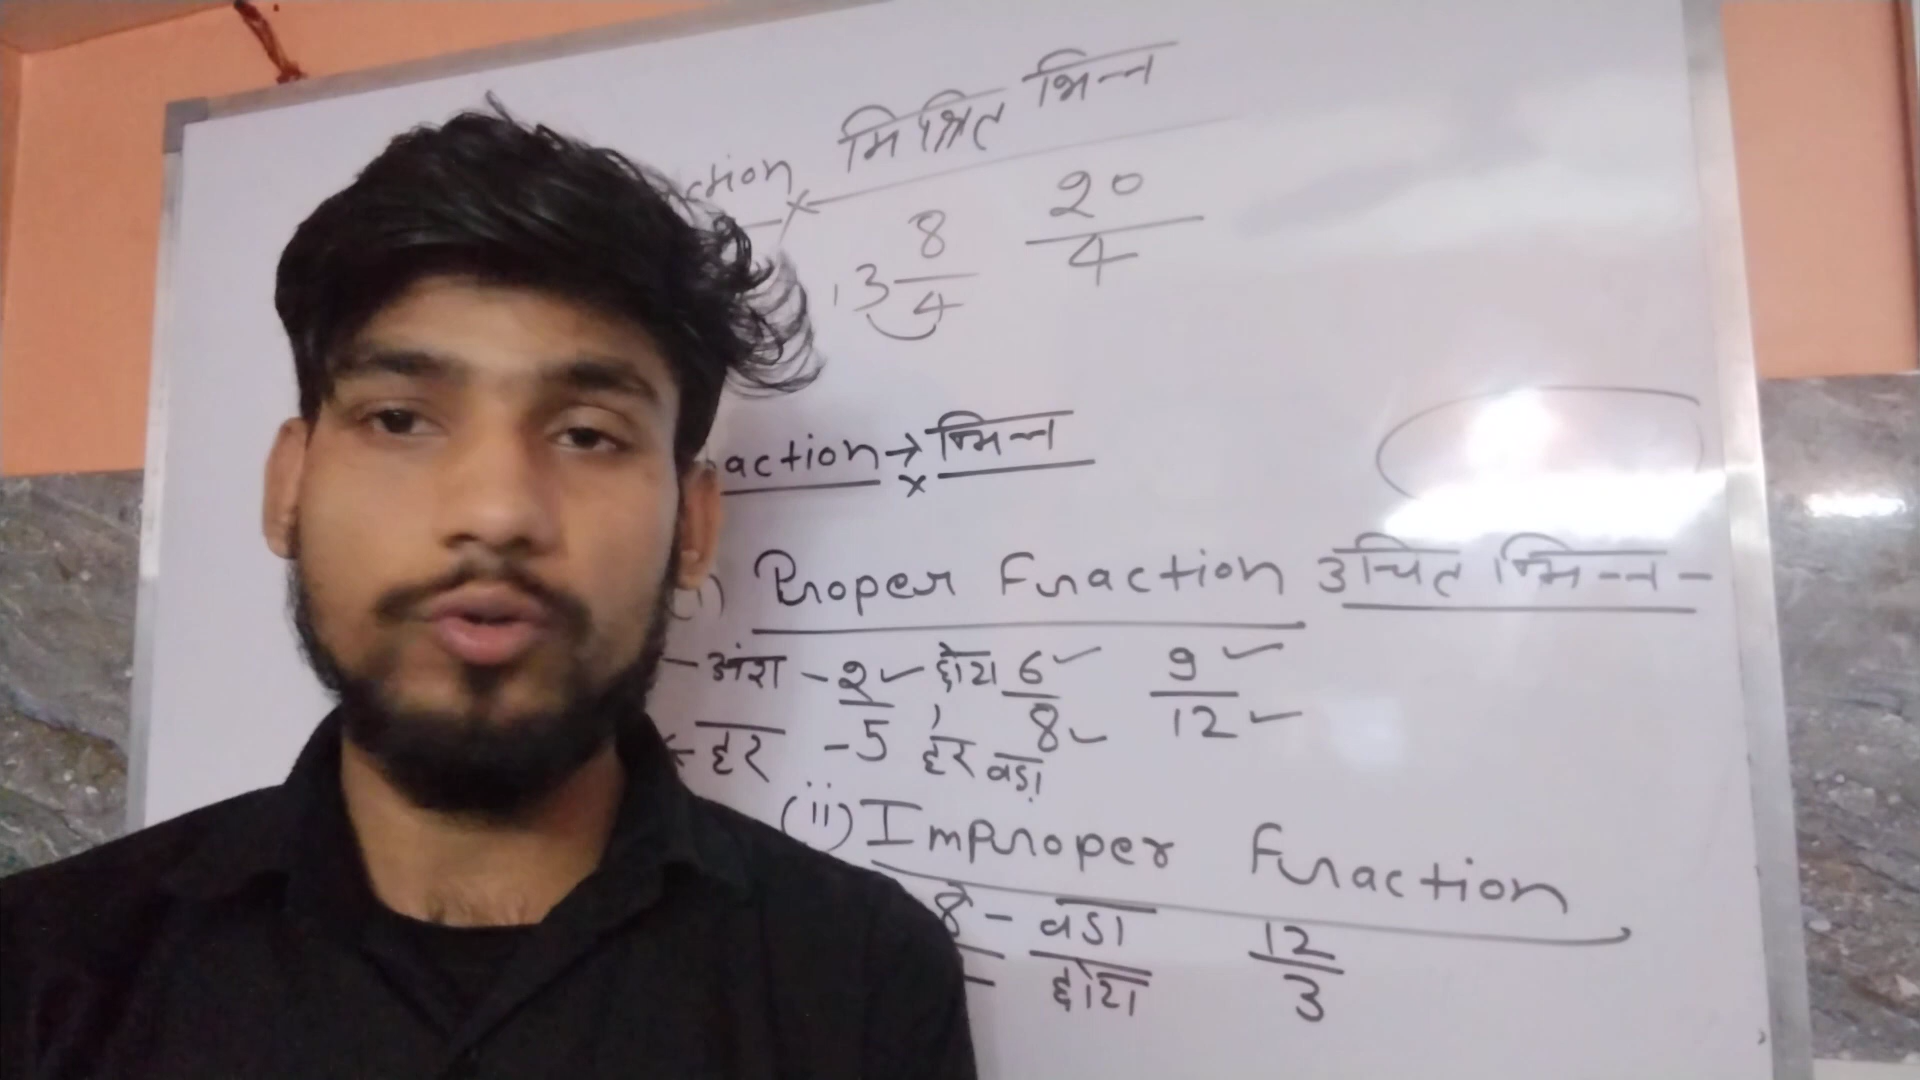 मिश्रित भिन्न
ction
3 8/4 20/4
action → भिन्न
Proper Fraction उचित भिन्न -
- अंश - 2 ✓ छोटा 6 ✓ 9 ✓
← हर - 5 , हर बड़ा 8 ✓ 12 ✓
(ii) Improper Fraction
8 - बड़ा 12
छोटा 3